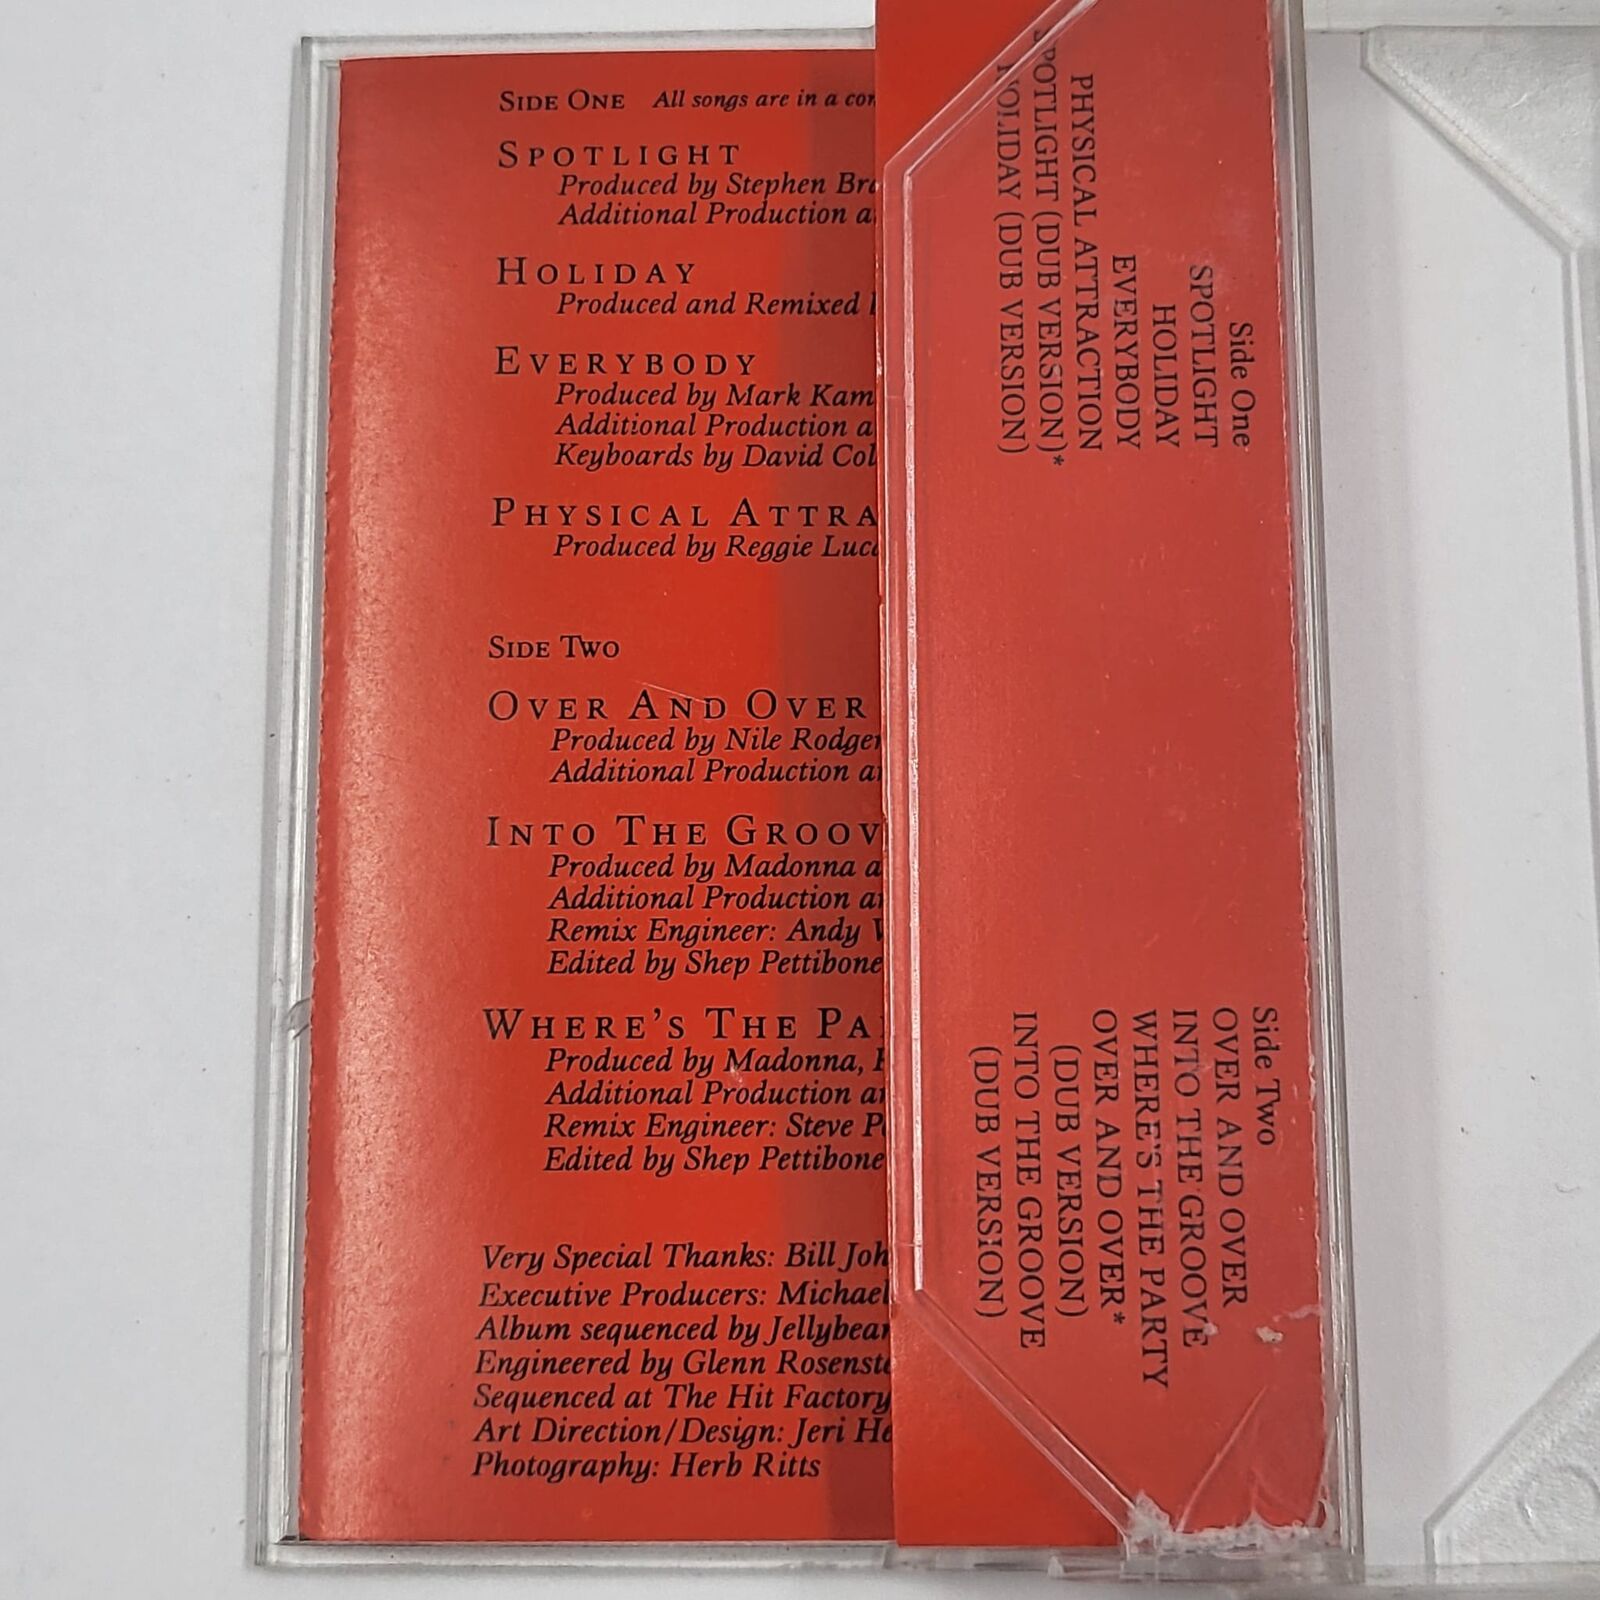 SIDE ONE All songs are in a con
SPOTLIGHT
Produced by Stephen Bra
Additional Production a
HOLIDAY
Produced and Remixed
EVERYBODY
Produced by Mark Kam
Additional Production a
Keyboards by David Col
PHYSICAL ATTRA
Produced by Reggie Luca
SIDE TWO
OVER AND OVER
Produced by Nile Rodger
Additional Production a
INTO THE GROOV
Produced by Madonna a
Additional Production a
Remix Engineer: Andy
Edited by Shep Pettibone
WHERE'S THE PA
Produced by Madonna,
Additional Production a
Remix Engineer: Steve P
Edited by Shep Pettibone
Very Special Thanks: Bill Joh
Executive Producers: Michael
Album sequenced by Jellybean
Engineered by Glenn Rosenste
Sequenced at The Hit Factory
Art Direction/Design: Jeri He
Photography: Herb Ritts
Side One
SPOTLIGHT
HOLIDAY
EVERYBODY
PHYSICAL ATTRACTION
SPOTLIGHT (DUB VERSION)*
HOLIDAY (DUB VERSION)
Side Two
OVER AND OVER
INTO THE GROOVE
WHERE'S THE PARTY
OVER AND OVER*
(DUB VERSION)
INTO THE GROOVE
(DUB VERSION)